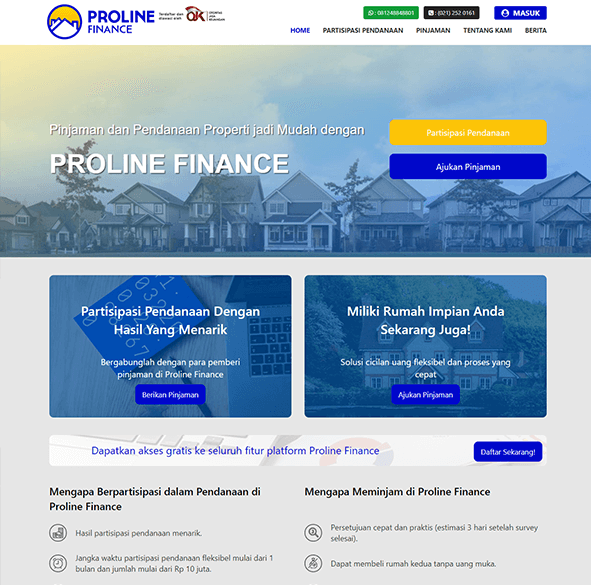 PROLINE
FINANCE
Terdaftar dan
diawasi oleh
OJK
OTORITAS
JASA
KEUANGAN
: 081248848801
: (021) 252 0161
MASUK
HOME
PARTISIPASI PENDANAAN
PINJAMAN
TENTANG KAMI
BERITA
Pinjaman dan Pendanaan Properti jadi Mudah dengan
PROLINE FINANCE
Partisipasi Pendanaan
Ajukan Pinjaman
Partisipasi Pendanaan Dengan
Hasil Yang Menarik
Bergabunglah dengan para pemberi
pinjaman di Proline Finance
Berikan Pinjaman
Miliki Rumah Impian Anda
Sekarang Juga!
Solusi cicilan uang fleksibel dan proses yang
cepat
Ajukan Pinjaman
Dapatkan akses gratis ke seluruh fitur platform Proline Finance
Daftar Sekarang!
Mengapa Berpartisipasi dalam Pendanaan di
Proline Finance
Hasil partisipasi pendanaan menarik.
Jangka waktu partisipasi pendanaan fleksibel mulai dari 1
bulan dan jumlah mulai dari Rp 10 juta.
Mengapa Meminjam di Proline Finance
Persetujuan cepat dan praktis (estimasi 3 hari setelah survey
selesai).
Dapat membeli rumah kedua tanpa uang muka.